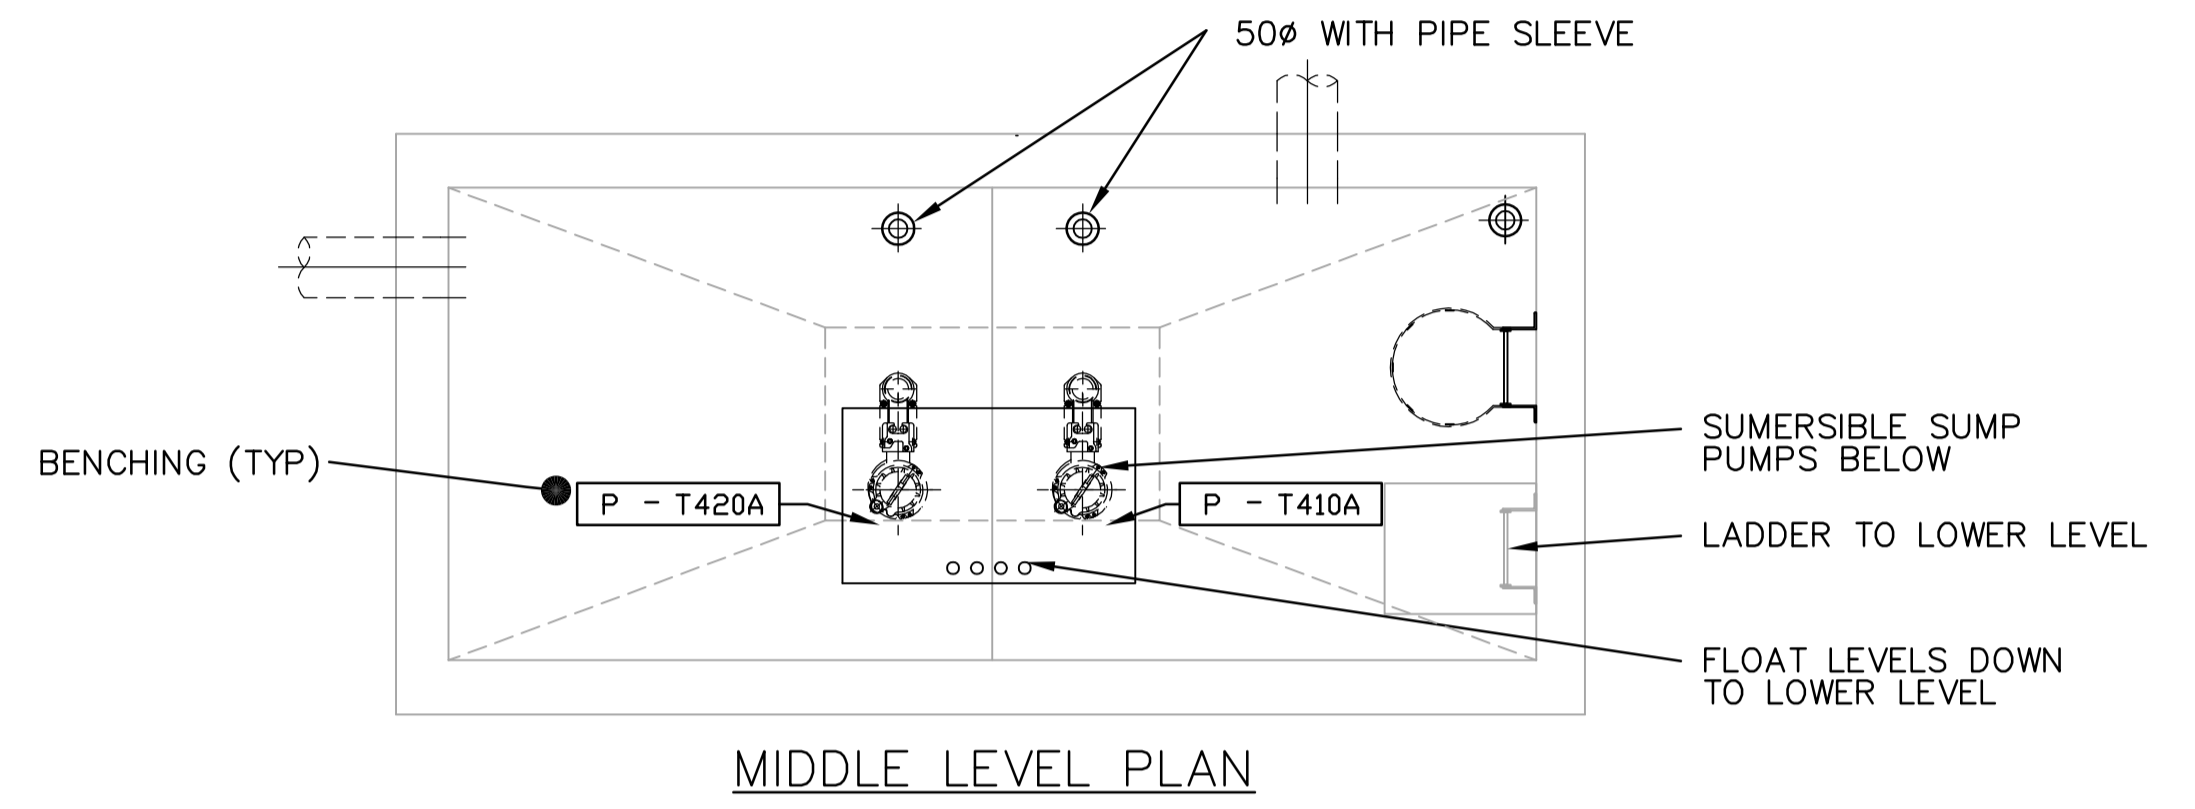 50ø WITH PIPE SLEEVE
SUMERSIBLE SUMP
PUMPS BELOW
BENCHING (TYP)
P - T420A
P - T410A
LADDER TO LOWER LEVEL
FLOAT LEVELS DOWN
TO LOWER LEVEL
MIDDLE LEVEL PLAN